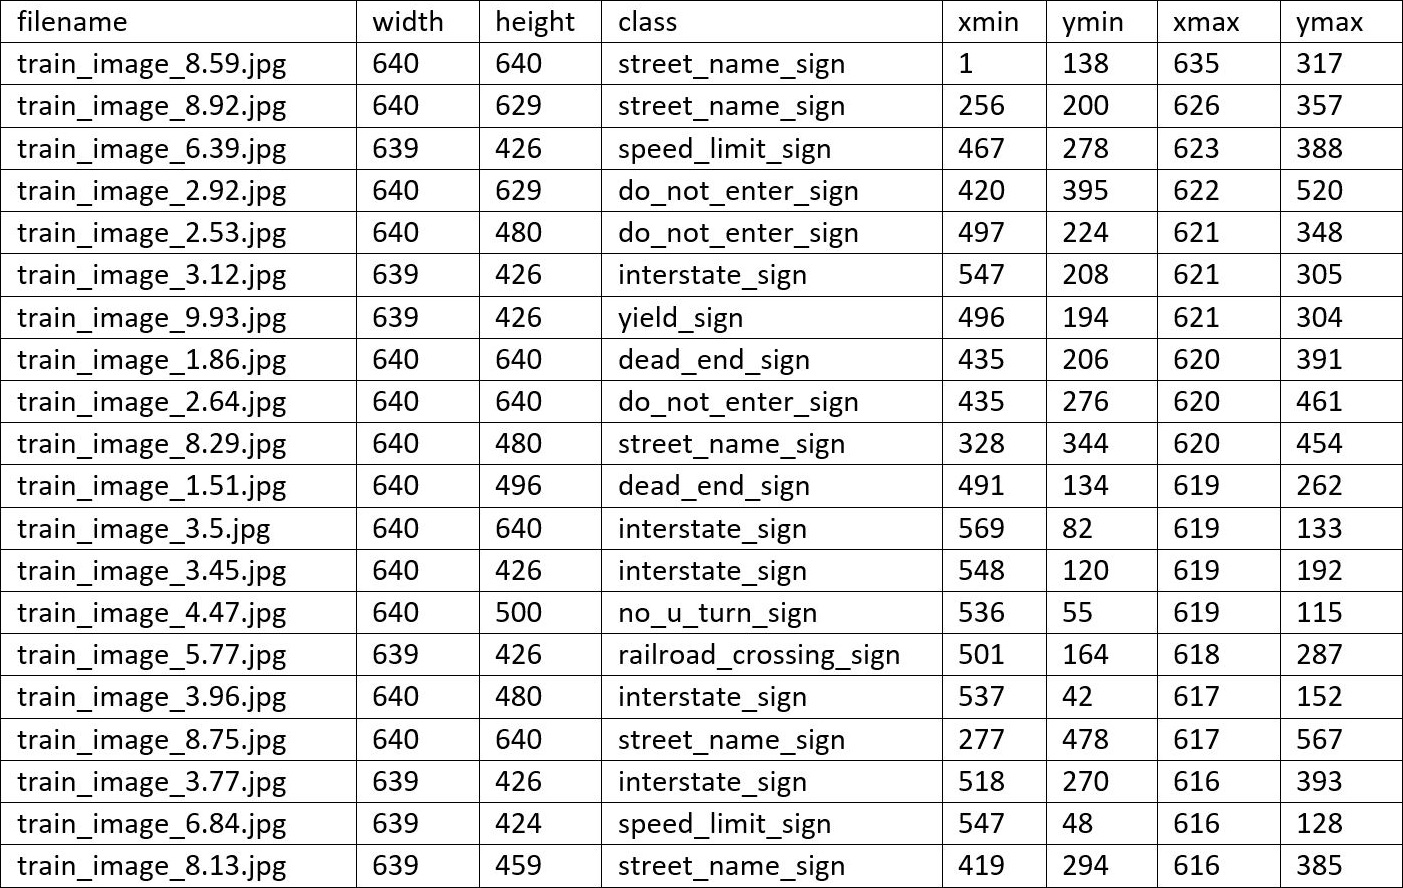 filename width height class xmin ymin xmax ymax
train_image_8.59.jpg 640 640 street_name_sign 1 138 635 317
train_image_8.92.jpg 640 629 street_name_sign 256 200 626 357
train_image_6.39.jpg 639 426 speed_limit_sign 467 278 623 388
train_image_2.92.jpg 640 629 do_not_enter_sign 420 395 622 520
train_image_2.53.jpg 640 480 do_not_enter_sign 497 224 621 348
train_image_3.12.jpg 639 426 interstate_sign 547 208 621 305
train_image_9.93.jpg 639 426 yield_sign 496 194 621 304
train_image_1.86.jpg 640 640 dead_end_sign 435 206 620 391
train_image_2.64.jpg 640 640 do_not_enter_sign 435 276 620 461
train_image_8.29.jpg 640 480 street_name_sign 328 344 620 454
train_image_1.51.jpg 640 496 dead_end_sign 491 134 619 262
train_image_3.5.jpg 640 640 interstate_sign 569 82 619 133
train_image_3.45.jpg 640 426 interstate_sign 548 120 619 192
train_image_4.47.jpg 640 500 no_u_turn_sign 536 55 619 115
train_image_5.77.jpg 639 426 railroad_crossing_sign 501 164 618 287
train_image_3.96.jpg 640 480 interstate_sign 537 42 617 152
train_image_8.75.jpg 640 640 street_name_sign 277 478 617 567
train_image_3.77.jpg 639 426 interstate_sign 518 270 616 393
train_image_6.84.jpg 639 424 speed_limit_sign 547 48 616 128
train_image_8.13.jpg 639 459 street_name_sign 419 294 616 385